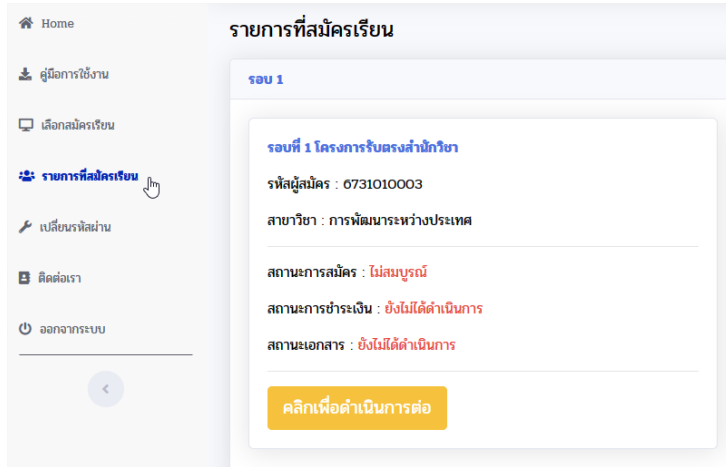 Home
คู่มือการใช้งาน
เลือกสมัครเรียน
รายการที่สมัครเรียน
เปลี่ยนรหัสผ่าน
ติดต่อเรา
ออกจากระบบ
รายการที่สมัครเรียน
รอบ 1
รอบที่ 1 โครงการรับตรงสำนักวิชา
รหัสผู้สมัคร : 6731010003
สาขาวิชา : การพัฒนาระหว่างประเทศ
สถานะการสมัคร : ไม่สมบูรณ์
สถานะการชำระเงิน : ยังไม่ได้ดำเนินการ
สถานะเอกสาร : ยังไม่ได้ดำเนินการ
คลิกเพื่อดำเนินการต่อ